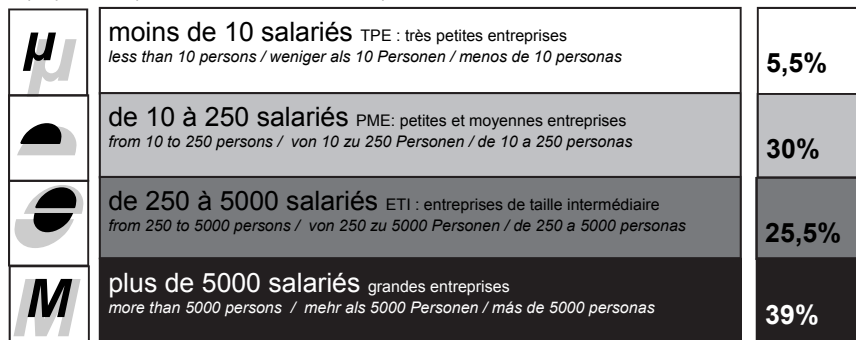 μ
moins de 10 salariés TPE : très petites entreprises
less than 10 persons / weniger als 10 Personen / menos de 10 personas
5,5%
de 10 à 250 salariés PME: petites et moyennes entreprises
from 10 to 250 persons / von 10 zu 250 Personen / de 10 a 250 personas
30%
de 250 à 5000 salariés ETI : entreprises de taille intermédiaire
from 250 to 5000 persons / von 250 zu 5000 Personen / de 250 a 5000 personas
25,5%
M
plus de 5000 salariés grandes entreprises
more than 5000 persons / mehr als 5000 Personen / más de 5000 personas
39%